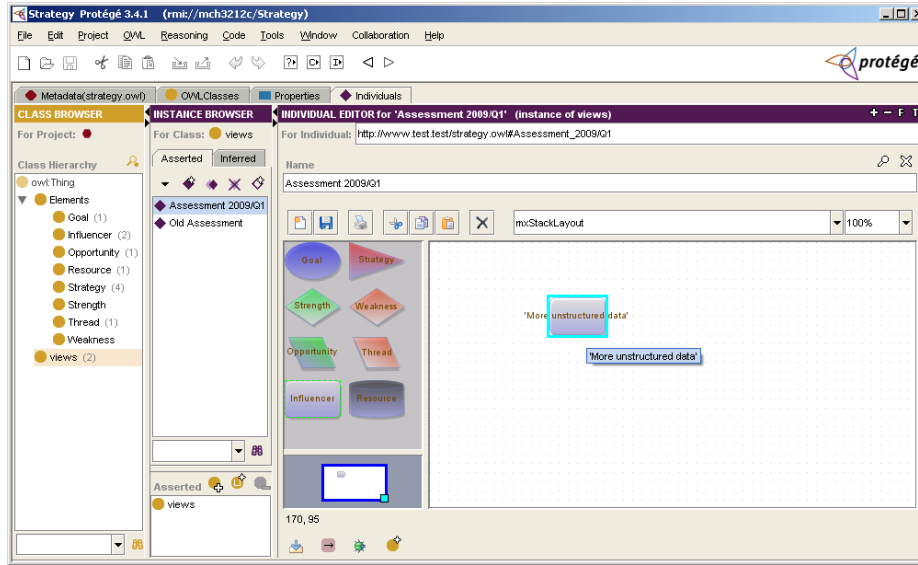 Strategy Protégé 3.4.1 (rmi://mch3212c/Strategy)
File Edit Project OWL Reasoning Code Tools Window Collaboration Help
protégé
Metadata(strategy.owl) OWLClasses Properties Individuals
CLASS BROWSER
For Project:
Class Hierarchy
owl:Thing
Elements
Goal (1)
Influencer (2)
Opportunity (1)
Resource (1)
Strategy (4)
Strength
Thread (1)
Weakness
views (2)
INSTANCE BROWSER
For Class: views
Asserted Inferred
Assessment 2009/Q1
Old Assessment
Asserted
views
INDIVIDUAL EDITOR for 'Assessment 2009/Q1' (instance of views) + − F T
For Individual: http://www.test.test/strategy.owl#Assessment_2009/Q1
Name
Assessment 2009/Q1
mxStackLayout 100%
Goal Strategy
Strength Weakness
Opportunity Thread
Influencer Resource
'More unstructured data'
'More unstructured data'
170, 95